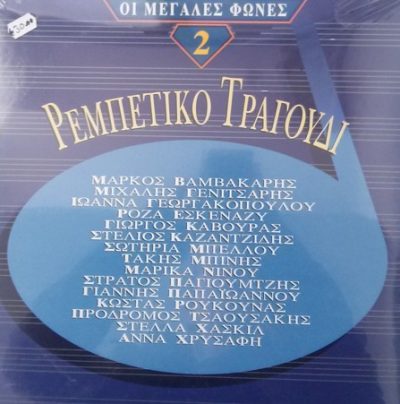 ΟΙ ΜΕΓΑΛΕΣ ΦΩΝΕΣ
2
ΡΕΜΠΕΤΙΚΟ ΤΡΑΓΟΥΔΙ
ΜΑΡΚΟΣ ΒΑΜΒΑΚΑΡΗΣ
ΜΙΧΑΛΗΣ ΓΕΝΙΤΣΑΡΗΣ
ΙΩΑΝΝΑ ΓΕΩΡΓΑΚΟΠΟΥΛΟΥ
ΡΟΖΑ ΕΣΚΕΝΑΖΥ
ΓΙΩΡΓΟΣ ΚΑΒΟΥΡΑΣ
ΣΤΕΛΙΟΣ ΚΑΖΑΝΤΖΙΔΗΣ
ΣΩΤΗΡΙΑ ΜΠΕΛΛΟΥ
ΤΑΚΗΣ ΜΠΙΝΗΣ
ΜΑΡΙΚΑ ΝΙΝΟΥ
ΣΤΡΑΤΟΣ ΠΑΓΙΟΥΜΤΖΗΣ
ΓΙΑΝΝΗΣ ΠΑΠΑΪΩΑΝΝΟΥ
ΚΩΣΤΑΣ ΡΟΥΚΟΥΝΑΣ
ΠΡΟΔΡΟΜΟΣ ΤΣΑΟΥΣΑΚΗΣ
ΣΤΕΛΛΑ ΧΑΣΚΙΛ
ΑΝΝΑ ΧΡΥΣΑΦΗ